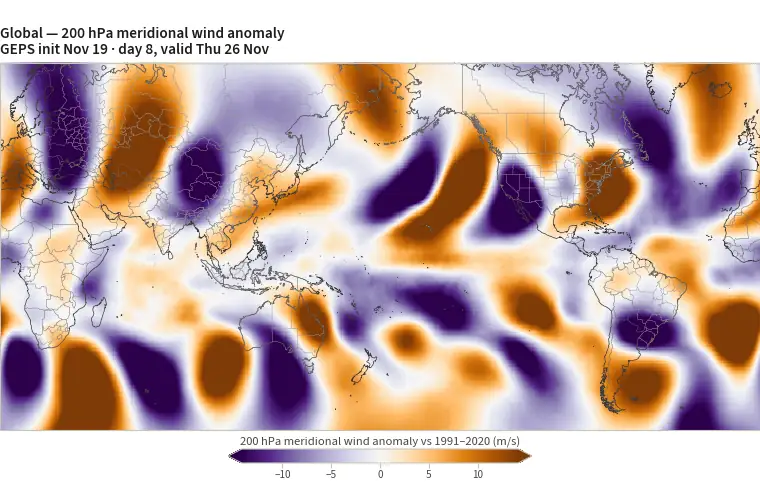 Global — 200 hPa meridional wind anomaly
GEPS init Nov 19 · day 8, valid Thu 26 Nov
200 hPa meridional wind anomaly vs 1991–2020 (m/s)
−10 −5 0 5 10